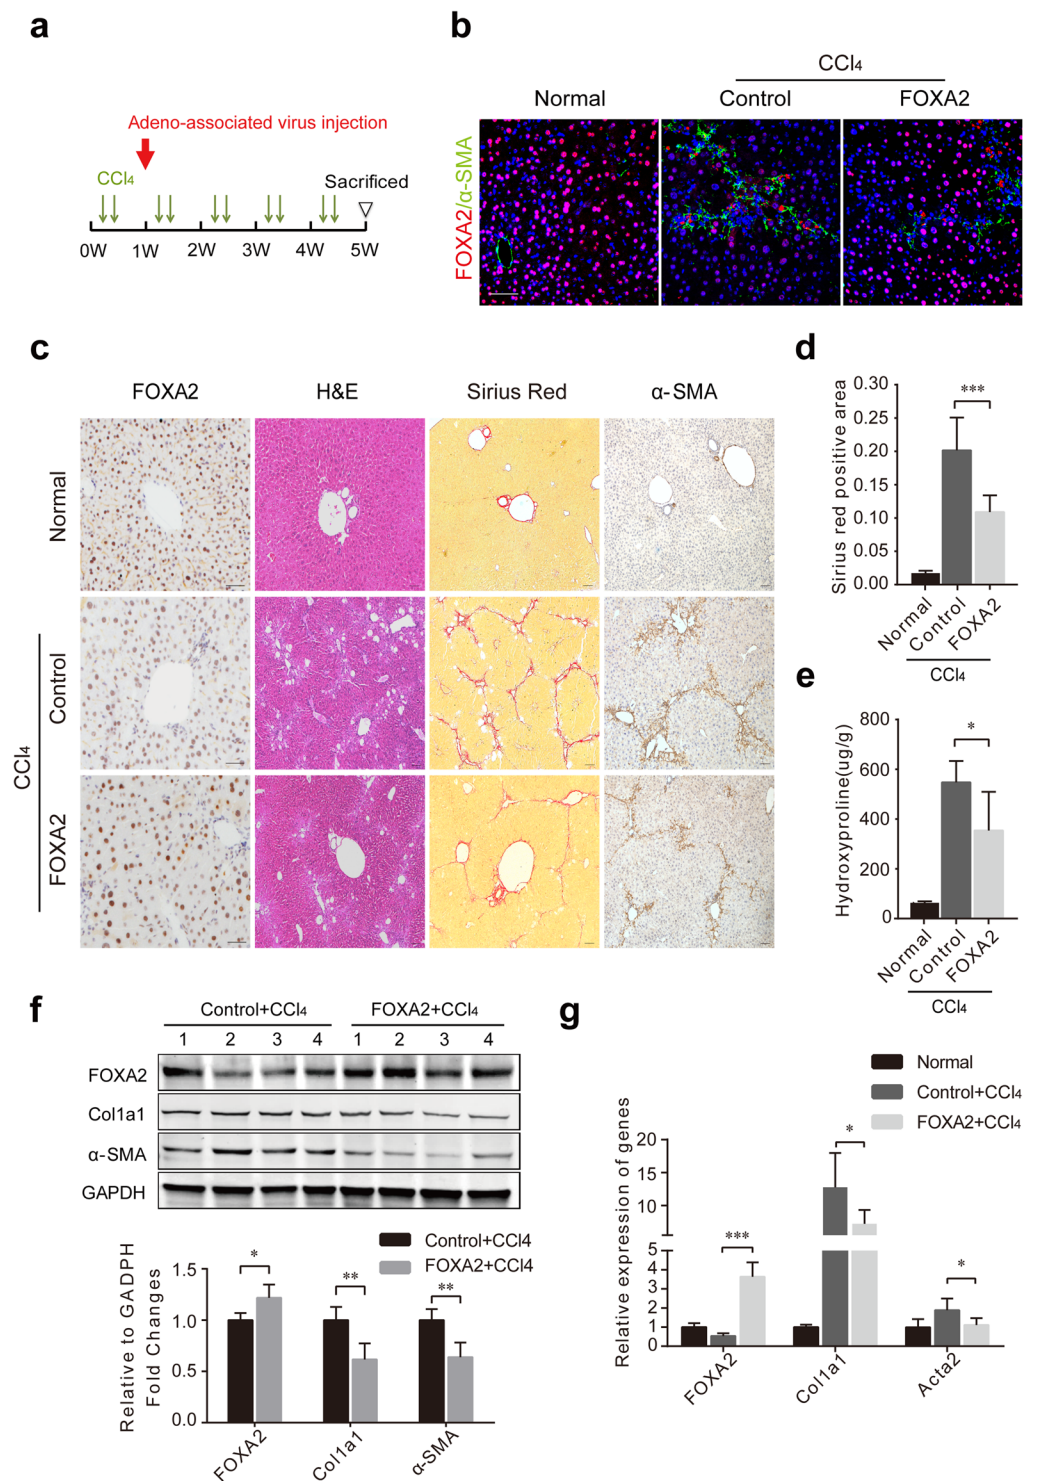 a
Adeno-associated virus injection
CCl₄
Sacrificed
0W 1W 2W 3W 4W 5W
b
CCl₄
Normal Control FOXA2
FOXA2/α-SMA
c
FOXA2 H&E Sirius Red α-SMA
Normal
Control
FOXA2
CCl₄
d
Sirius red positive area
0.30
0.25
0.20
0.15
0.10
0.05
0.00
***
Normal Control FOXA2
CCl₄
e
Hydroxyproline(ug/g)
800
600
400
200
0
*
Normal Control FOXA2
CCl₄
f
Control+CCl₄ FOXA2+CCl₄
1 2 3 4 1 2 3 4
FOXA2
Col1a1
α-SMA
GAPDH
Control+CCl4
FOXA2+CCl4
Relative to GADPH
Fold Changes
1.5
1.0
0.5
0.0
* ** **
FOXA2 Col1a1 α-SMA
g
Normal
Control+CCl₄
FOXA2+CCl₄
Relative expression of genes
20
15
10
5
4
3
2
1
0
*** * *
FOXA2 Col1a1 Acta2